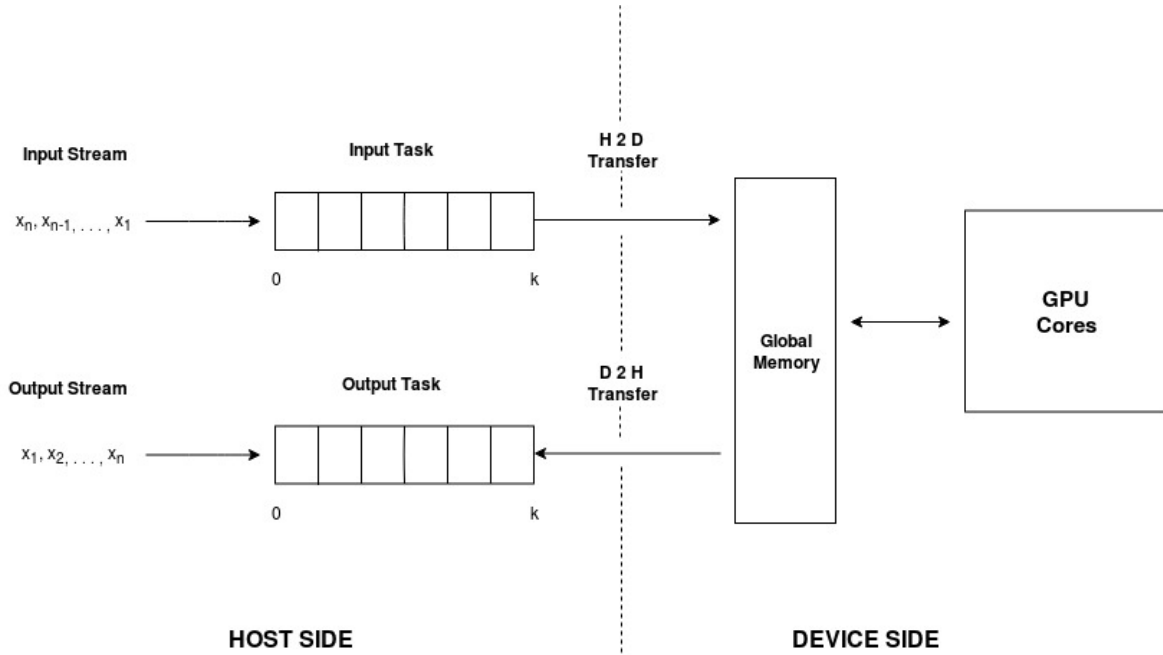 H 2 D
Transfer
Input Stream
Input Task
xn, xn-1, . . . , x1
0
k
GPU
Cores
Global
Memory
D 2 H
Transfer
Output Stream
Output Task
x1, x2, . . . , xn
0
k
HOST SIDE
DEVICE SIDE